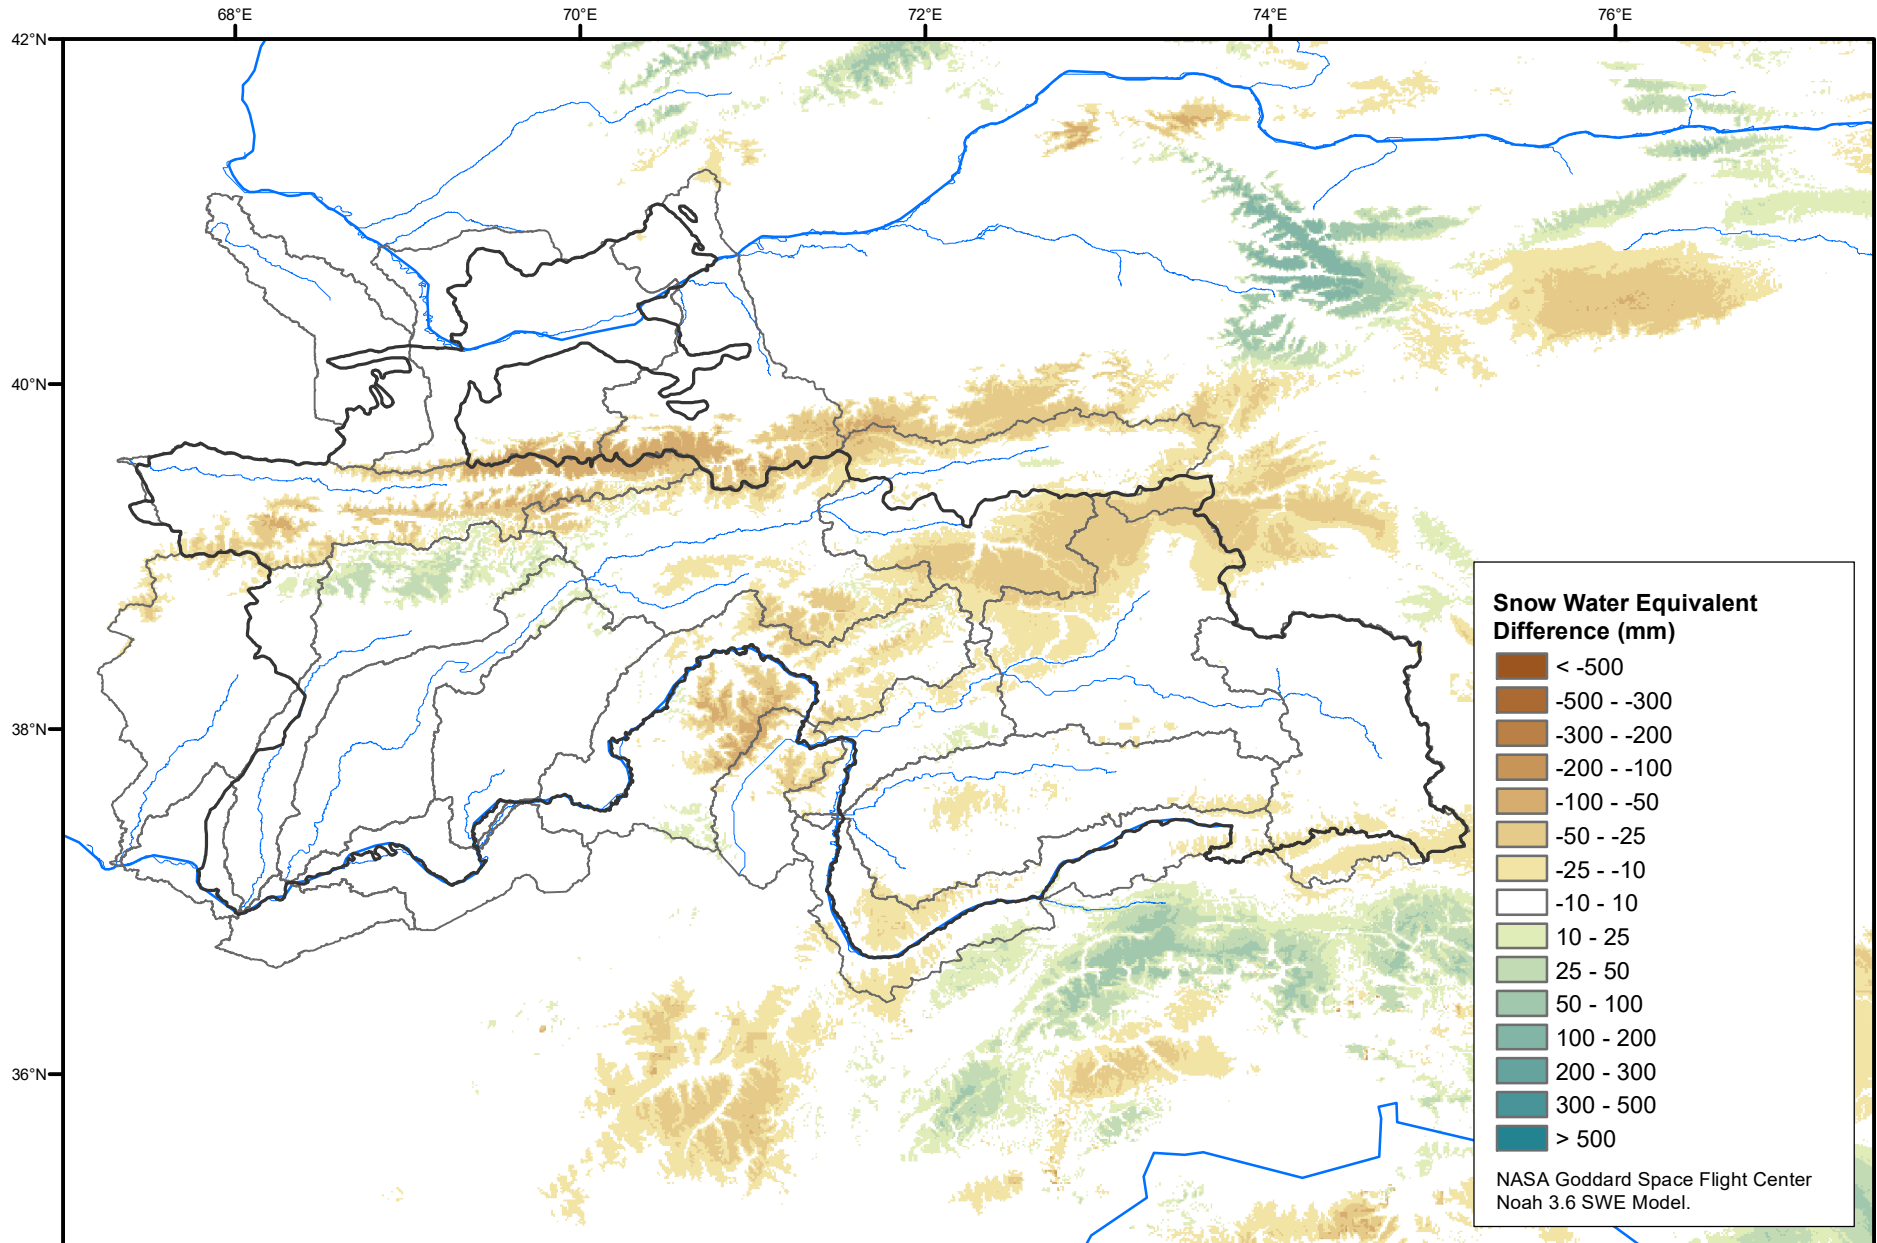 68°E
70°E
72°E
74°E
76°E
42°N
40°N
38°N
36°N
Snow Water Equivalent
Difference (mm)
< -500
-500 - -300
-300 - -200
-200 - -100
-100 - -50
-50 - -25
-25 - -10
-10 - 10
10 - 25
25 - 50
50 - 100
100 - 200
200 - 300
300 - 500
> 500
NASA Goddard Space Flight Center
Noah 3.6 SWE Model.